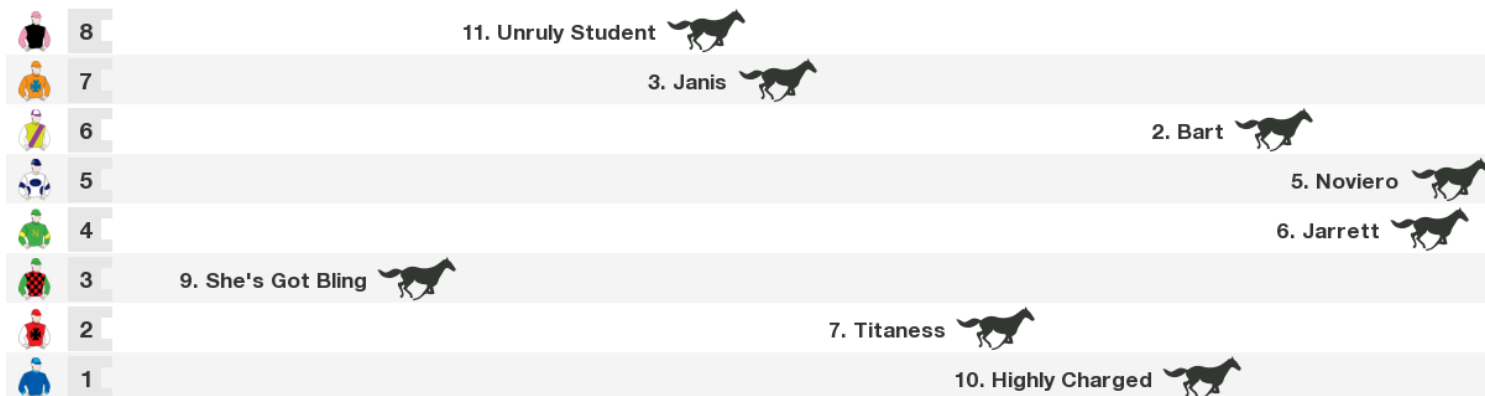 8 11. Unruly Student
7 3. Janis
6 2. Bart
5 5. Noviero
4 6. Jarrett
N
3 9. She's Got Bling
2 7. Titaness
1 10. Highly Charged